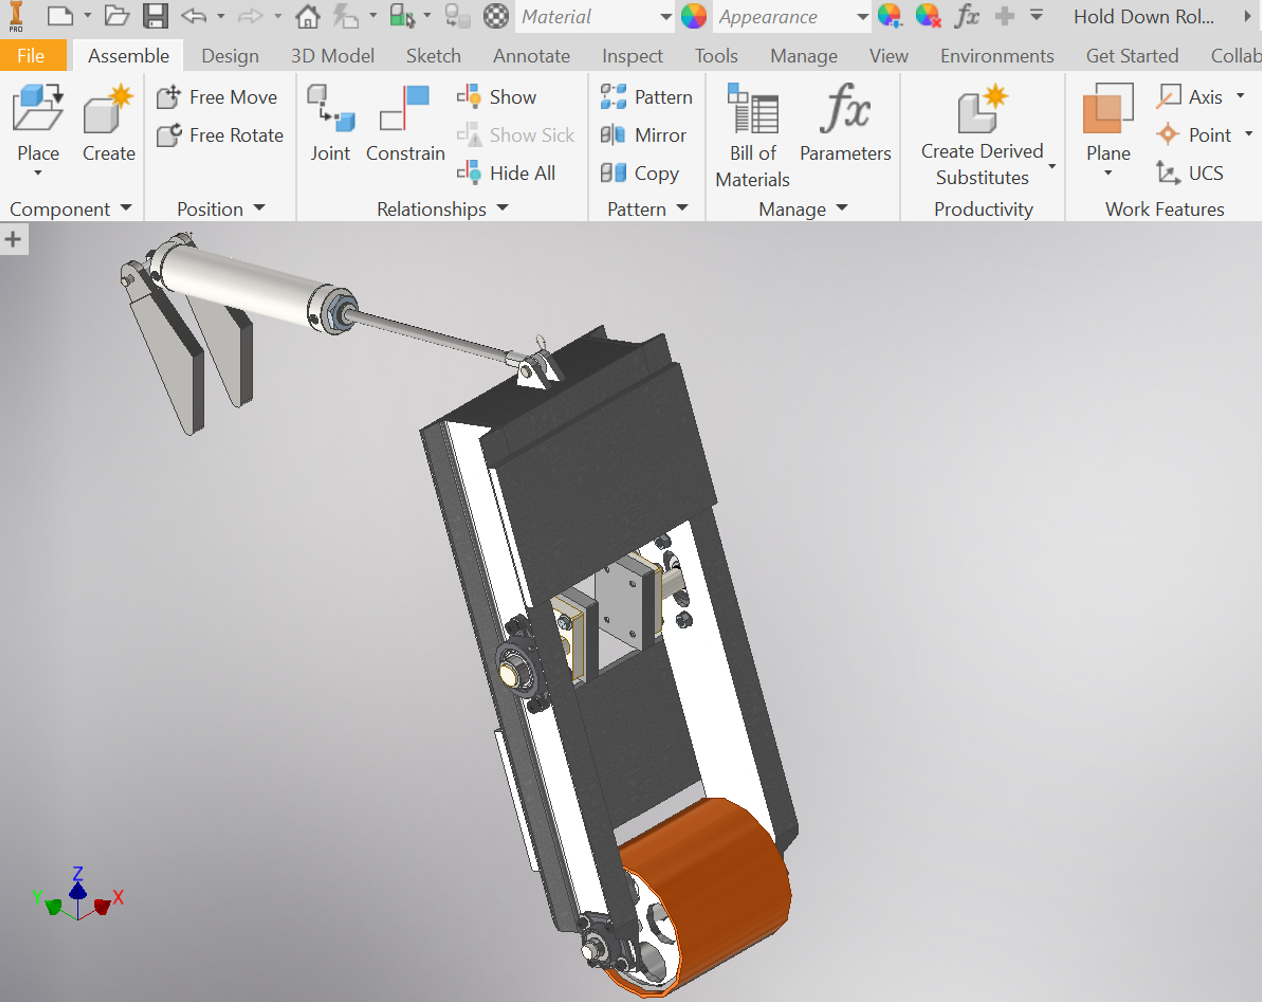 PRO
Material
Appearance
fx
Hold Down Rol...
File
Assemble
Design
3D Model
Sketch
Annotate
Inspect
Tools
Manage
View
Environments
Get Started
Collab
Place
Create
Component
Free Move
Free Rotate
Position
Joint
Constrain
Show
Show Sick
Hide All
Relationships
Pattern
Mirror
Copy
Pattern
Bill of
Materials
fx
Parameters
Manage
Create Derived
Substitutes
Productivity
Plane
Axis
Point
UCS
Work Features
+
Z
Y
X